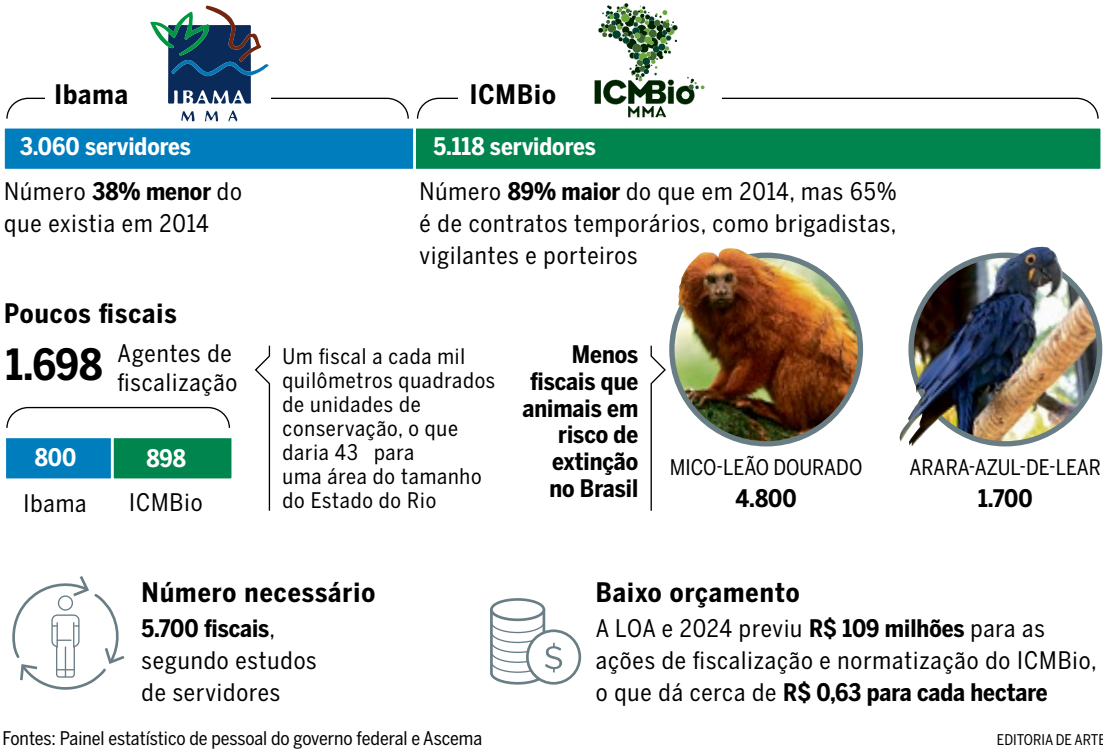 Ibama
IBAMA
M M A
ICMBio
ICMBio
MMA
3.060 servidores
5.118 servidores
Número 38% menor do
que existia em 2014
Número 89% maior do que em 2014, mas 65%
é de contratos temporários, como brigadistas,
vigilantes e porteiros
Poucos fiscais
1.698 Agentes de
fiscalização
800
898
Ibama
ICMBio
Um fiscal a cada mil
quilômetros quadrados
de unidades de
conservação, o que
daria 43 para
uma área do tamanho
do Estado do Rio
Menos
fiscais que
animais em
risco de
extinção
no Brasil
MICO-LEÃO DOURADO
4.800
ARARA-AZUL-DE-LEAR
1.700
Número necessário
5.700 fiscais,
segundo estudos
de servidores
$
Baixo orçamento
A LOA e 2024 previu R$ 109 milhões para as
ações de fiscalização e normatização do ICMBio,
o que dá cerca de R$ 0,63 para cada hectare
Fontes: Painel estatístico de pessoal do governo federal e Ascema
EDITORIA DE ARTE